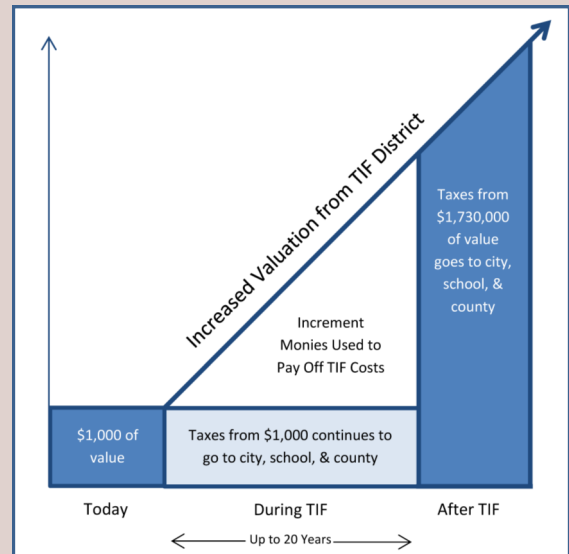 Increased Valuation from TIF District
Taxes from
$1,730,000
of value
goes to city,
school, &
county
Increment
Monies Used to
Pay Off TIF Costs
$1,000 of
value
Taxes from $1,000 continues to
go to city, school, & county
Today
During TIF
After TIF
Up to 20 Years